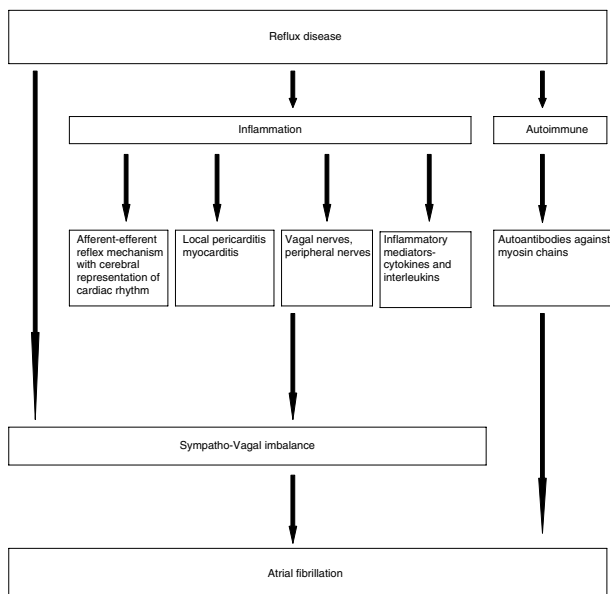 Reflux disease
Inflammation
Autoimmune
Afferent-efferent
reflex mechanism
with cerebral
representation of
cardiac rhythm
Local pericarditis
myocarditis
Vagal nerves,
peripheral nerves
Inflammatory
mediators-
cytokines and
interleukins
Autoantibodies against
myosin chains
Sympatho-Vagal imbalance
Atrial fibrillation